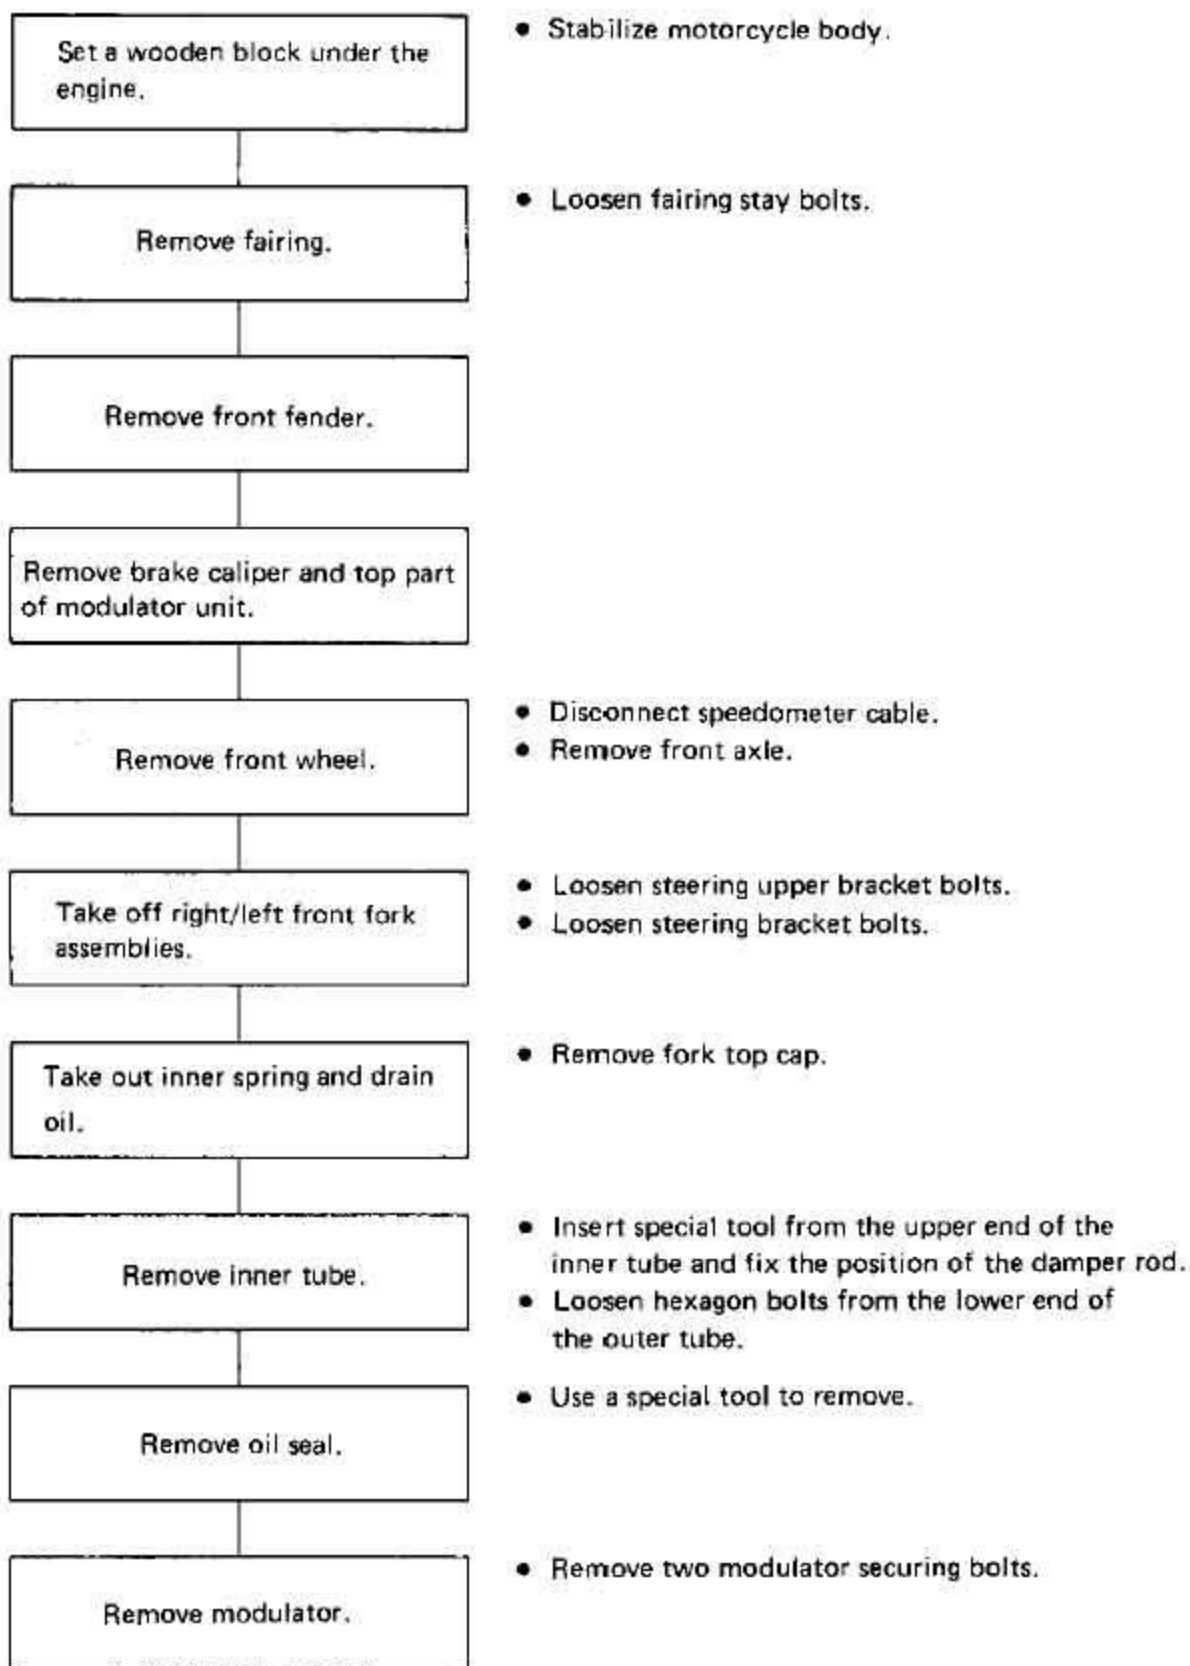 Set a wooden block under the
engine.
• Stabilize motorcycle body.
Remove fairing.
• Loosen fairing stay bolts.
Remove front fender.
Remove brake caliper and top part
of modulator unit.
Remove front wheel.
• Disconnect speedometer cable.
• Remove front axle.
Take off right/left front fork
assemblies.
• Loosen steering upper bracket bolts.
• Loosen steering bracket bolts.
Take out inner spring and drain
oil.
• Remove fork top cap.
Remove inner tube.
• Insert special tool from the upper end of the
inner tube and fix the position of the damper rod.
• Loosen hexagon bolts from the lower end of
the outer tube.
Remove oil seal.
• Use a special tool to remove.
Remove modulator.
• Remove two modulator securing bolts.